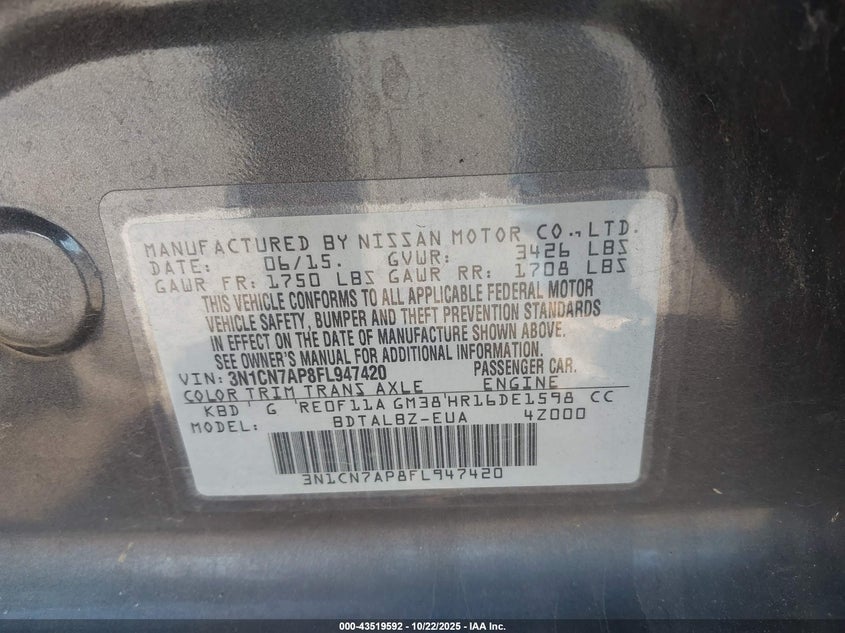 MANUFACTURED BY NISSAN MOTOR CO.,LTD.
DATE: 06/15. GVWR: 3426 LBS
GAWR FR: 1750 LBS GAWR RR: 1708 LBS
THIS VEHICLE CONFORMS TO ALL APPLICABLE FEDERAL MOTOR
VEHICLE SAFETY, BUMPER AND THEFT PREVENTION STANDARDS
IN EFFECT ON THE DATE OF MANUFACTURE SHOWN ABOVE.
SEE OWNER'S MANUAL FOR ADDITIONAL INFORMATION.
VIN: 3N1CN7AP8FL947420 PASSENGER CAR.
COLOR TRIM TRANS AXLE ENGINE
KBD G RE0F11A GM38 HR16DE1598 CC
MODEL: BDTALBZ-EUA 4Z000
3N1CN7AP8FL947420
000-43519592 - 10/22/2025 - IAA Inc.